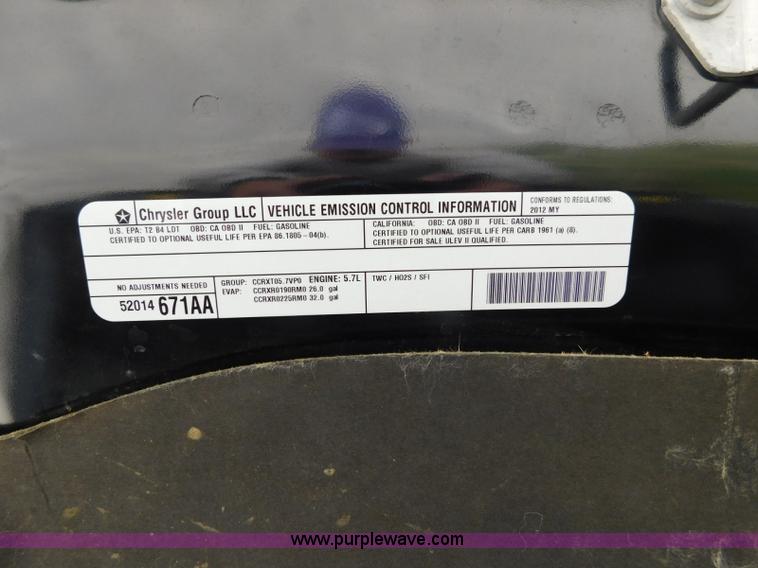 Chrysler Group LLC
VEHICLE EMISSION CONTROL INFORMATION
CONFORMS TO REGULATIONS:
2012 MY
U.S. EPA: T2 B4 LDT OBD: CA OBD II FUEL: GASOLINE
CERTIFIED TO OPTIONAL USEFUL LIFE PER EPA 86.1805-04(b).
CALIFORNIA: OBD: CA OBD II FUEL: GASOLINE
CERTIFIED TO OPTIONAL USEFUL LIFE PER CARB 1961 (a) (8).
CERTIFIED FOR SALE ULEV II QUALIFIED.
NO ADJUSTMENTS NEEDED
52014 671AA
GROUP: CCRXT05.7VP0 ENGINE: 5.7L
EVAP: CCRXR0190RM0 26.0 gal
CCRXR0225RM0 32.0 gal
TWC / HO2S / SFI
www.purplewave.com